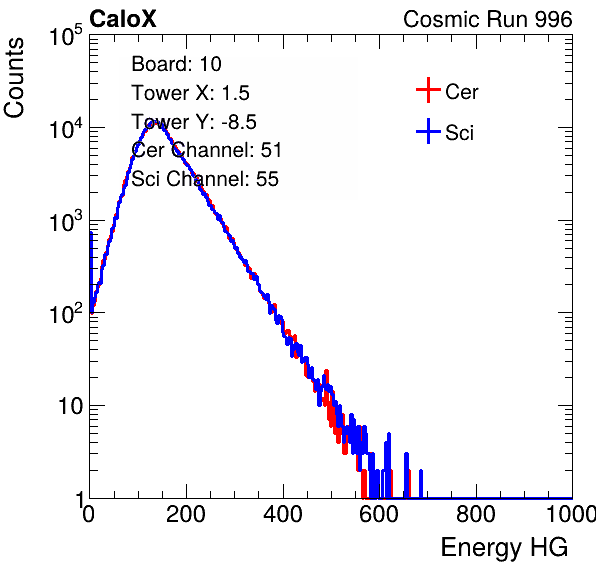 CaloX Cosmic Run 996
Counts
10^5
10^4
10^3
10^2
10
1
Board: 10
Tower X: 1.5
Tower Y: -8.5
Cer Channel: 51
Sci Channel: 55
Cer
Sci
0 200 400 600 800 1000
Energy HG